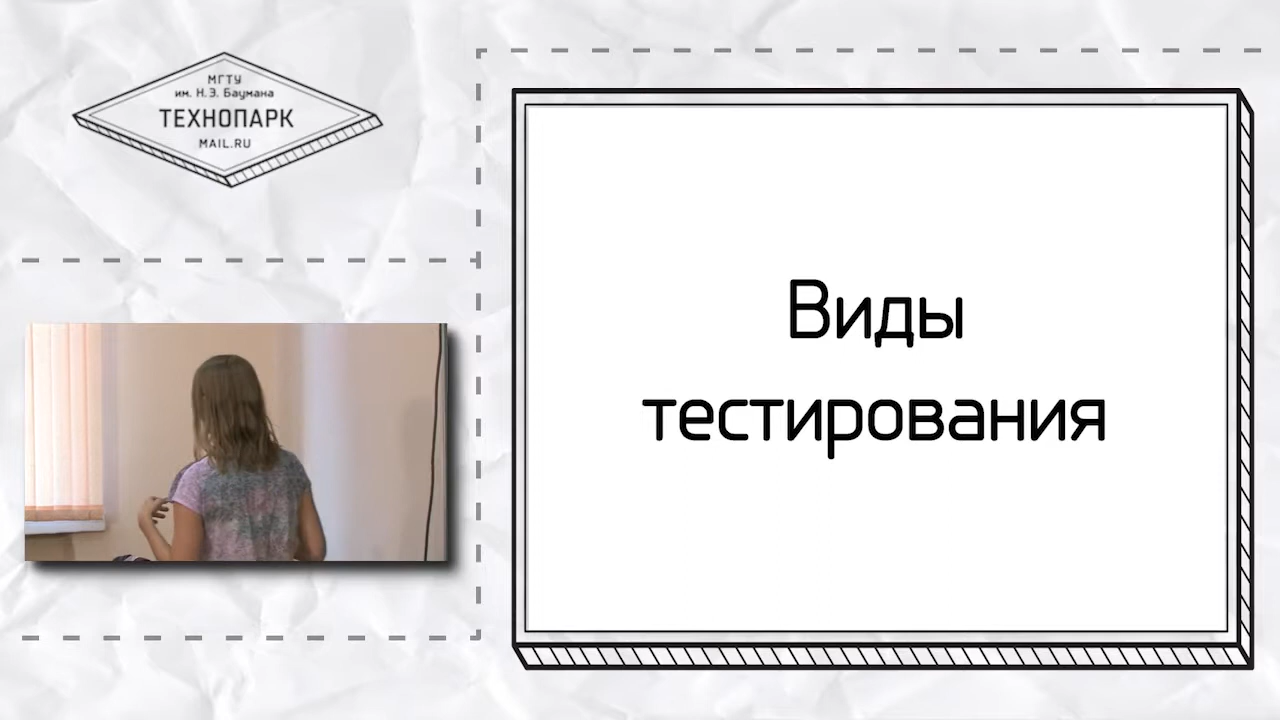 МГТУ
им. Н.Э. Баумана
ТЕХНОПАРК
MAIL.RU
Виды
тестирования